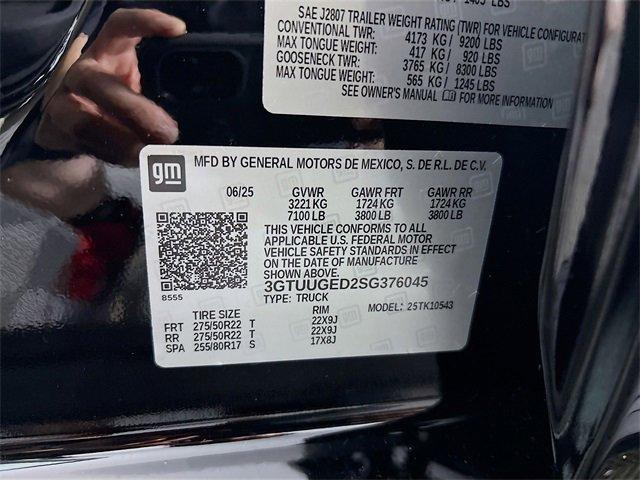 SAE J2807 TRAILER WEIGHT RATING (TWR) FOR VEHICLE CONFIGURAT
CONVENTIONAL TWR: 4173 KG / 9200 LBS
MAX TONGUE WEIGHT: 417 KG / 920 LBS
GOOSENECK TWR: 3765 KG / 8300 LBS
MAX TONGUE WEIGHT: 565 KG / 1245 LBS
SEE OWNER'S MANUAL FOR MORE INFORMATION
gm
MFD BY GENERAL MOTORS DE MEXICO, S. DE R.L. DE C.V.
06/25 GVWR GAWR FRT GAWR RR
3221 KG 1724 KG 1724 KG
7100 LB 3800 LB 3800 LB
THIS VEHICLE CONFORMS TO ALL
APPLICABLE U.S. FEDERAL MOTOR
VEHICLE SAFETY STANDARDS IN EFFECT
ON THE DATE OF MANUFACTURE
SHOWN ABOVE.
3GTUUGED2SG376045
8555
TYPE: TRUCK MODEL: 25TK10543
TIRE SIZE RIM
FRT 275/50R22 T 22X9J
RR 275/50R22 T 22X9J
SPA 255/80R17 S 17X8J